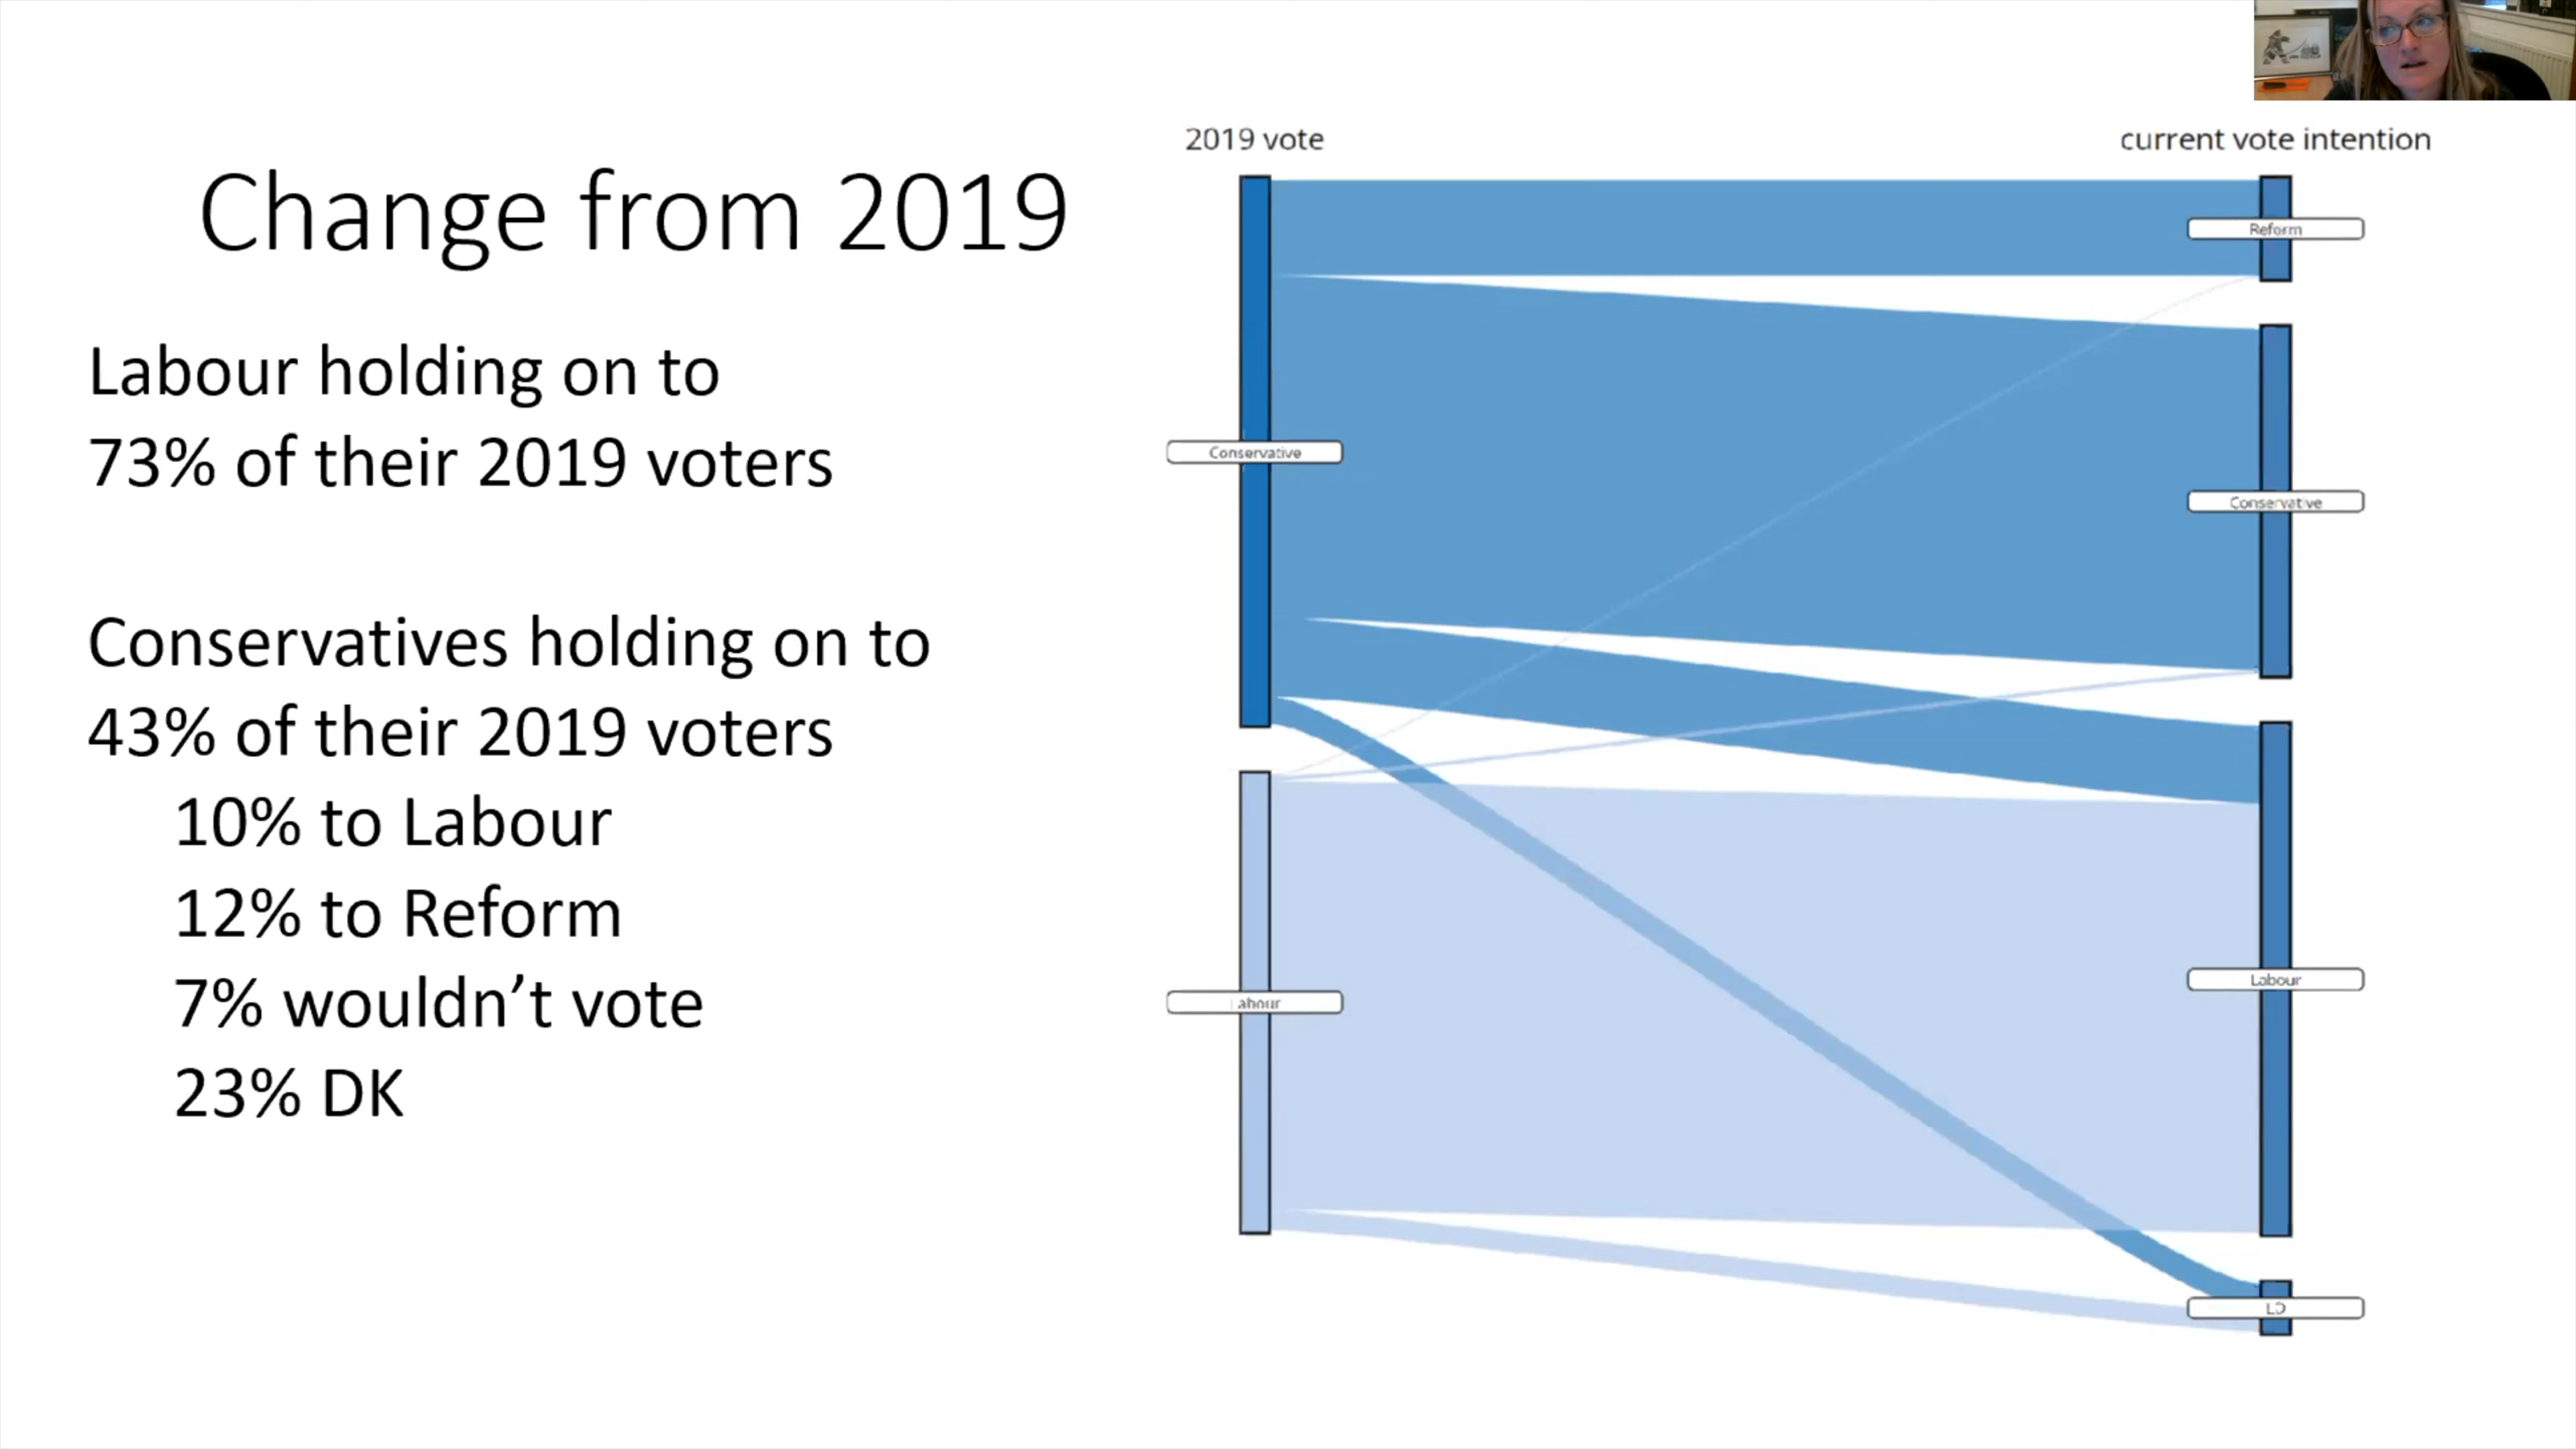 Change from 2019
Labour holding on to
73% of their 2019 voters
Conservatives holding on to
43% of their 2019 voters
10% to Labour
12% to Reform
7% wouldn’t vote
23% DK
2019 vote
current vote intention
Reform
Conservative
Conservative
Labour
Labour
LD